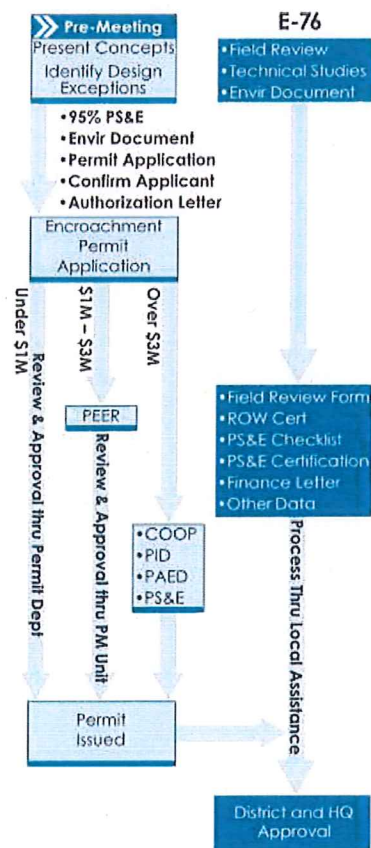 Pre-Meeting
Present Concepts
Identify Design
Exceptions
•95% PS&E
•Envir Document
•Permit Application
•Confirm Applicant
•Authorization Letter
Encroachment
Permit
Application
Under $1M
Review & Approval thru Permit Dept
$1M – $3M
PEER
Review & Approval thru PM Unit
Over $3M
•COOP
•PID
•PAED
•PS&E
Permit
Issued
E-76
•Field Review
•Technical Studies
•Envir Document
•Field Review Form
•ROW Cert
•PS&E Checklist
•PS&E Certification
•Finance Letter
•Other Data
Process Thru Local Assistance
District and HQ
Approval